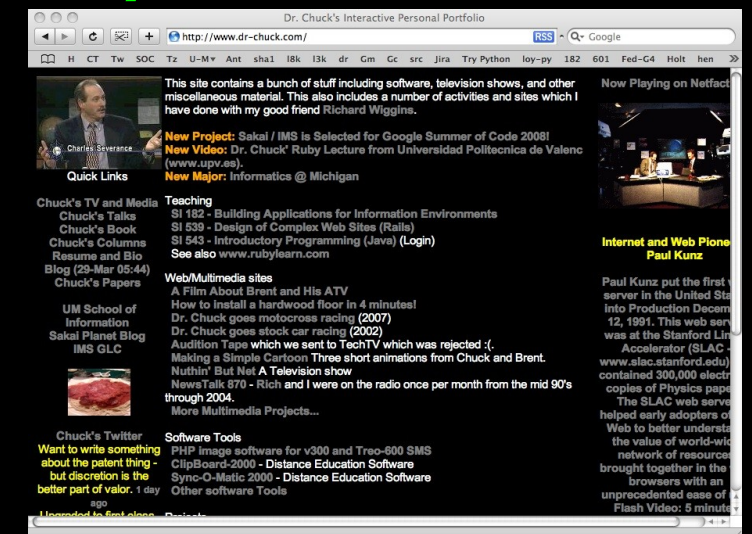 Dr. Chuck's Interactive Personal Portfolio
http://www.dr-chuck.com/
RSS
Google
H CT Tw SOC Tz U-M▾ Ant sha1 l8k l3k dr Gm Gc src Jira Try Python loy-py 182 601 Fed-G4 Holt hen »
Charles Severance
Quick Links
Chuck's TV and Media
Chuck's Talks
Chuck's Book
Chuck's Columns
Resume and Bio
Blog (29-Mar 05:44)
Chuck's Papers
UM School of
Information
Sakai Planet Blog
IMS GLC
Chuck's Twitter
Want to write something
about the patent thing -
but discretion is the
better part of valor. 1 day
ago
Upgraded to first class
This site contains a bunch of stuff including software, television shows, and other
miscellaneous material. This also includes a number of activities and sites which I
have done with my good friend Richard Wiggins.
New Project: Sakai / IMS is Selected for Google Summer of Code 2008!
New Video: Dr. Chuck' Ruby Lecture from Universidad Politecnica de Valenc
(www.upv.es).
New Major: Informatics @ Michigan
Teaching
SI 182 - Building Applications for Information Environments
SI 539 - Design of Complex Web Sites (Rails)
SI 543 - Introductory Programming (Java) (Login)
See also www.rubylearn.com
Web/Multimedia sites
A Film About Brent and His ATV
How to install a hardwood floor in 4 minutes!
Dr. Chuck goes motocross racing (2007)
Dr. Chuck goes stock car racing (2002)
Audition Tape which we sent to TechTV which was rejected :(.
Making a Simple Cartoon Three short animations from Chuck and Brent.
Nuthin' But Net A Television show
NewsTalk 870 - Rich and I were on the radio once per month from the mid 90's
through 2004.
More Multimedia Projects...
Software Tools
PHP image software for v300 and Treo-600 SMS
ClipBoard-2000 - Distance Education Software
Sync-O-Matic 2000 - Distance Education Software
Other software Tools
Projects
Now Playing on Netfact
Internet and Web Pione
Paul Kunz
Paul Kunz put the first
server in the United Sta
into Production Decem
12, 1991. This web serv
was at the Stanford Lin
Accelerator (SLAC -
www.slac.stanford.edu)
contained 300,000 electr
copies of Physics pape
The SLAC web serve
helped early adopters of
Web to better understa
the value of world-wid
network of resource
brought together in the
browsers with an
unprecedented ease of
Flash Video: 5 minute